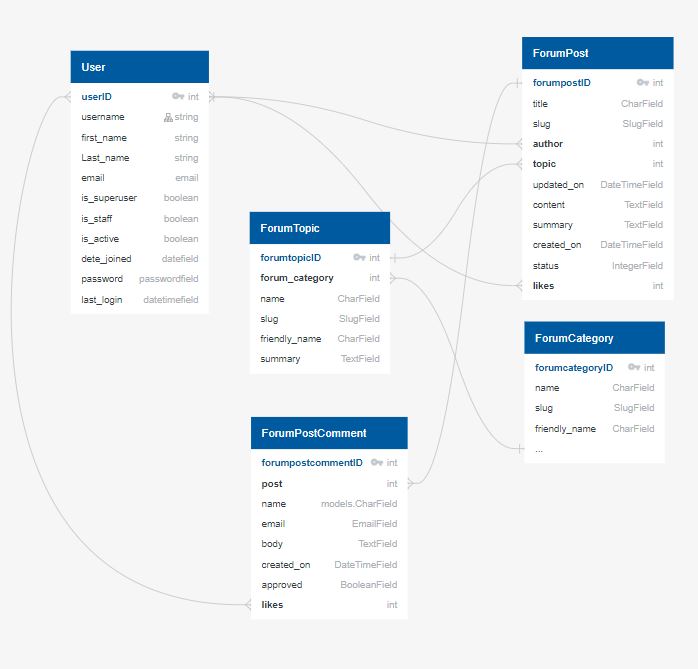 User
userID int
username string
first_name string
Last_name string
email email
is_superuser boolean
is_staff boolean
is_active boolean
dete_joined datefield
password passwordfield
last_login datetimefield
ForumPost
forumpostID int
title CharField
slug SlugField
author int
topic int
updated_on DateTimeField
content TextField
summary TextField
created_on DateTimeField
status IntegerField
likes int
ForumTopic
forumtopicID int
forum_category int
name CharField
slug SlugField
friendly_name CharField
summary TextField
ForumCategory
forumcategoryID int
name CharField
slug SlugField
friendly_name CharField
...
ForumPostComment
forumpostcommentID int
post int
name models.CharField
email EmailField
body TextField
created_on DateTimeField
approved BooleanField
likes int